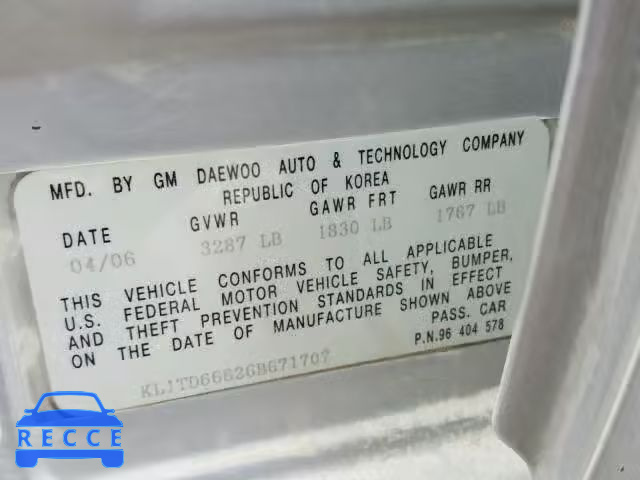 MFD. BY GM DAEWOO AUTO & TECHNOLOGY COMPANY
REPUBLIC OF KOREA
DATE GVWR GAWR FRT GAWR RR
04/06 3287 LB 1830 LB 1767 LB
THIS VEHICLE CONFORMS TO ALL APPLICABLE
U.S. FEDERAL MOTOR VEHICLE SAFETY, BUMPER,
AND THEFT PREVENTION STANDARDS IN EFFECT
ON THE DATE OF MANUFACTURE SHOWN ABOVE
PASS. CAR
P.N.96 404 578
KL1TD66626B671707
RECCE